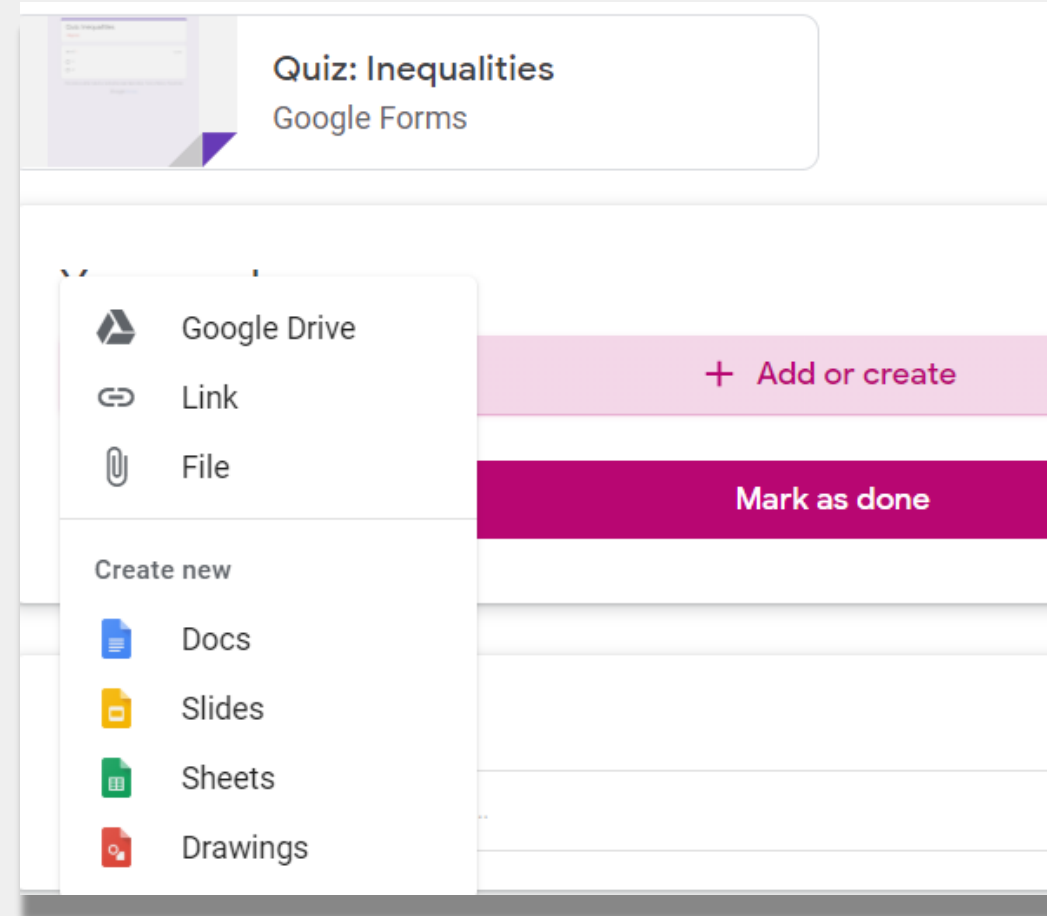 Quiz: Inequalities
Google Forms
Google Drive
Link
File
+ Add or create
Mark as done
Create new
Docs
Slides
Sheets
Drawings